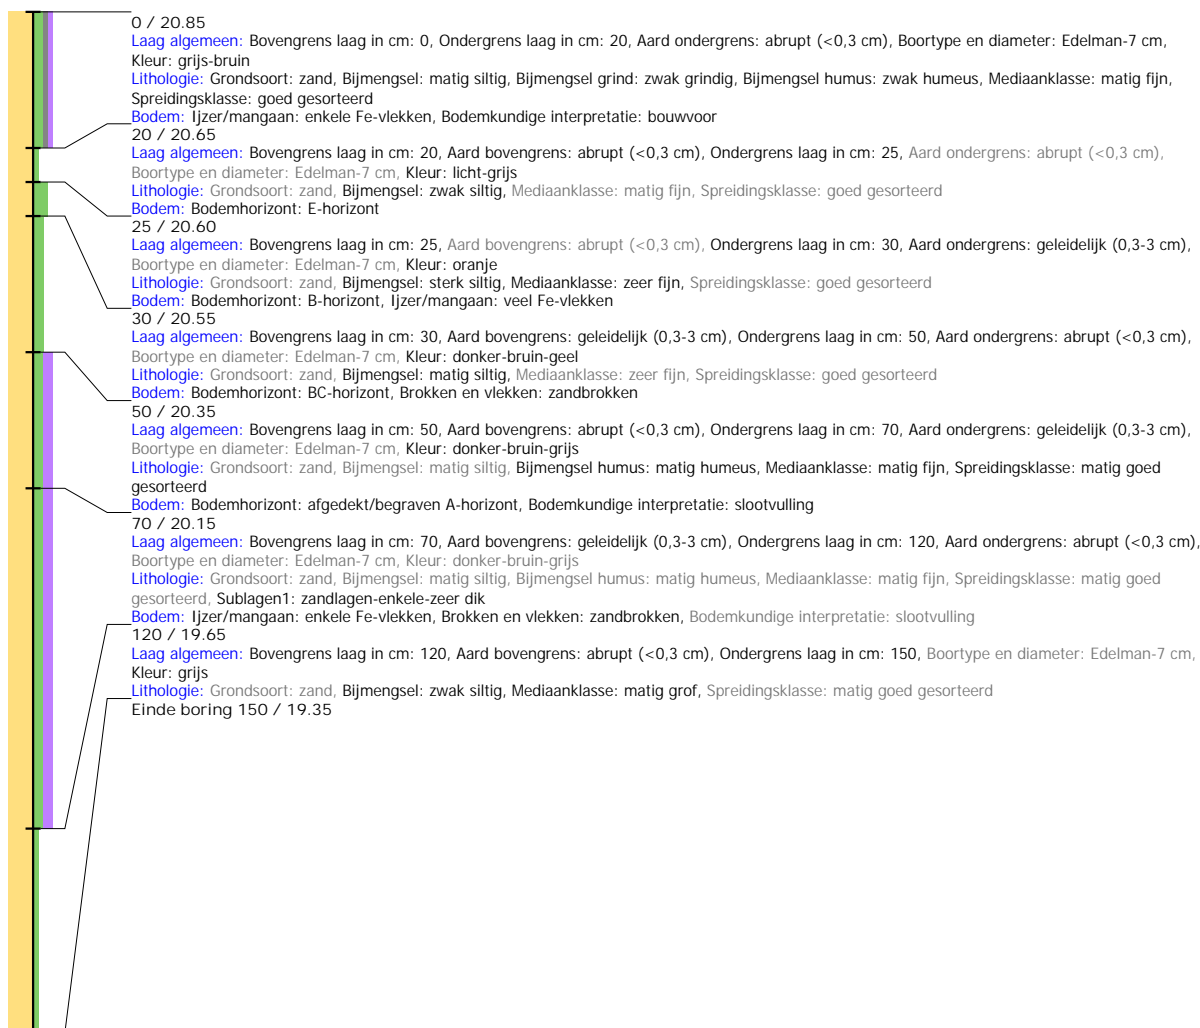 0 / 20.85
Laag algemeen: Bovengrens laag in cm: 0, Ondergrens laag in cm: 20, Aard ondergrens: abrupt (<0,3 cm), Boortype en diameter: Edelman-7 cm,
Kleur: grijs-bruin
Lithologie: Grondsoort: zand, Bijmengsel: matig siltig, Bijmengsel grind: zwak grindig, Bijmengsel humus: zwak humeus, Mediaanklasse: matig fijn,
Spreidingsklasse: goed gesorteerd
Bodem: Ijzer/mangaan: enkele Fe-vlekken, Bodemkundige interpretatie: bouwvoor
20 / 20.65
Laag algemeen: Bovengrens laag in cm: 20, Aard bovengrens: abrupt (<0,3 cm), Ondergrens laag in cm: 25, Aard ondergrens: abrupt (<0,3 cm),
Boortype en diameter: Edelman-7 cm, Kleur: licht-grijs
Lithologie: Grondsoort: zand, Bijmengsel: zwak siltig, Mediaanklasse: matig fijn, Spreidingsklasse: goed gesorteerd
Bodem: Bodemhorizont: E-horizont
25 / 20.60
Laag algemeen: Bovengrens laag in cm: 25, Aard bovengrens: abrupt (<0,3 cm), Ondergrens laag in cm: 30, Aard ondergrens: geleidelijk (0,3-3 cm),
Boortype en diameter: Edelman-7 cm, Kleur: oranje
Lithologie: Grondsoort: zand, Bijmengsel: sterk siltig, Mediaanklasse: zeer fijn, Spreidingsklasse: goed gesorteerd
Bodem: Bodemhorizont: B-horizont, Ijzer/mangaan: veel Fe-vlekken
30 / 20.55
Laag algemeen: Bovengrens laag in cm: 30, Aard bovengrens: geleidelijk (0,3-3 cm), Ondergrens laag in cm: 50, Aard ondergrens: abrupt (<0,3 cm),
Boortype en diameter: Edelman-7 cm, Kleur: donker-bruin-geel
Lithologie: Grondsoort: zand, Bijmengsel: matig siltig, Mediaanklasse: zeer fijn, Spreidingsklasse: goed gesorteerd
Bodem: Bodemhorizont: BC-horizont, Brokken en vlekken: zandbrokken
50 / 20.35
Laag algemeen: Bovengrens laag in cm: 50, Aard bovengrens: abrupt (<0,3 cm), Ondergrens laag in cm: 70, Aard ondergrens: geleidelijk (0,3-3 cm),
Boortype en diameter: Edelman-7 cm, Kleur: donker-bruin-grijs
Lithologie: Grondsoort: zand, Bijmengsel: matig siltig, Bijmengsel humus: matig humeus, Mediaanklasse: matig fijn, Spreidingsklasse: matig goed
gesorteerd
Bodem: Bodemhorizont: afgedekt/begraven A-horizont, Bodemkundige interpretatie: slootvulling
70 / 20.15
Laag algemeen: Bovengrens laag in cm: 70, Aard bovengrens: geleidelijk (0,3-3 cm), Ondergrens laag in cm: 120, Aard ondergrens: abrupt (<0,3 cm),
Boortype en diameter: Edelman-7 cm, Kleur: donker-bruin-grijs
Lithologie: Grondsoort: zand, Bijmengsel: matig siltig, Bijmengsel humus: matig humeus, Mediaanklasse: matig fijn, Spreidingsklasse: matig goed
gesorteerd, Sublagen1: zandlagen-enkele-zeer dik
Bodem: Ijzer/mangaan: enkele Fe-vlekken, Brokken en vlekken: zandbrokken, Bodemkundige interpretatie: slootvulling
120 / 19.65
Laag algemeen: Bovengrens laag in cm: 120, Aard bovengrens: abrupt (<0,3 cm), Ondergrens laag in cm: 150, Boortype en diameter: Edelman-7 cm,
Kleur: grijs
Lithologie: Grondsoort: zand, Bijmengsel: zwak siltig, Mediaanklasse: matig grof, Spreidingsklasse: matig goed gesorteerd
Einde boring 150 / 19.35